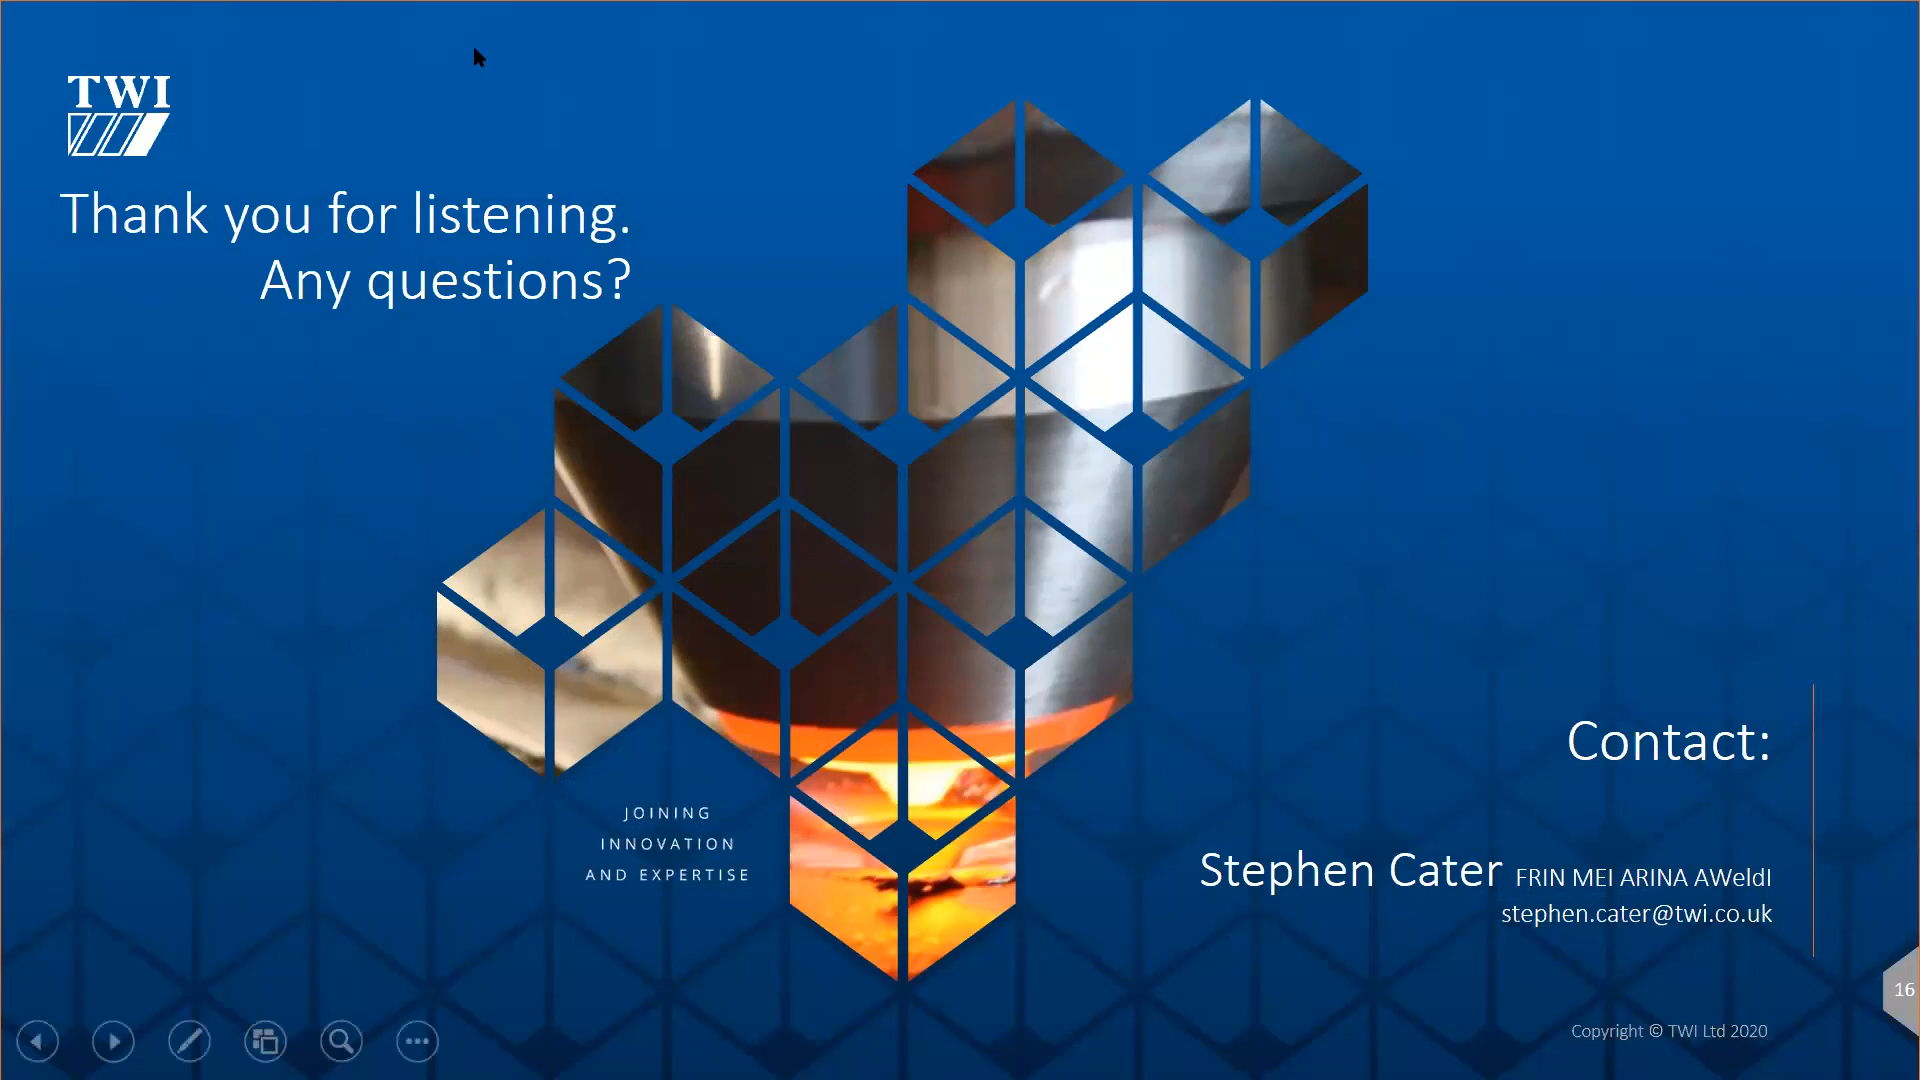 TWI
Thank you for listening.
Any questions?
JOINING
INNOVATION
AND EXPERTISE
Contact:
Stephen Cater FRIN MEI ARINA AWeldI
stephen.cater@twi.co.uk
16
Copyright © TWI Ltd 2020